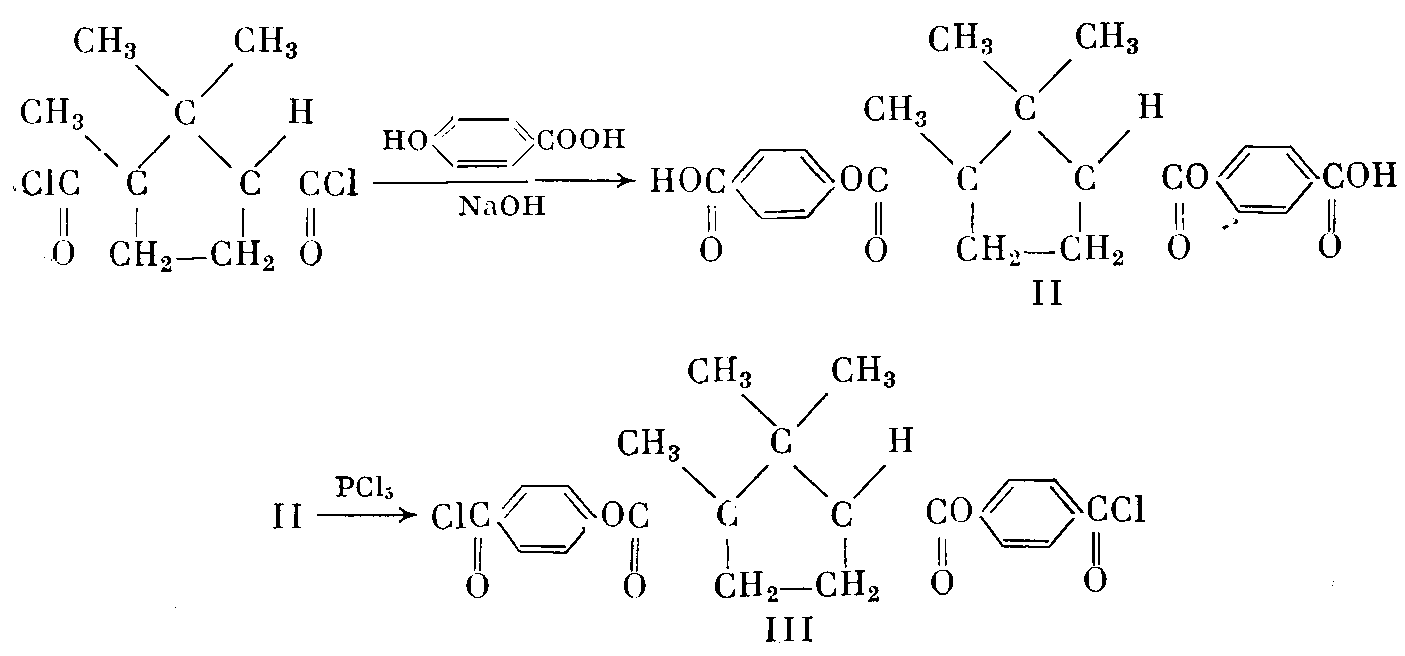 CH₃ CH₃
CH₃ C H
HO COOH
ClC C C CCl
NaOH
O CH₂—CH₂ O
CH₃ CH₃
CH₃ C H
HOC OC C C CO COH
O O CH₂—CH₂ O O
II
CH₃ CH₃
CH₃ C H
PCl₅
II ClC OC C C CO CCl
O O CH₂—CH₂ O O
III